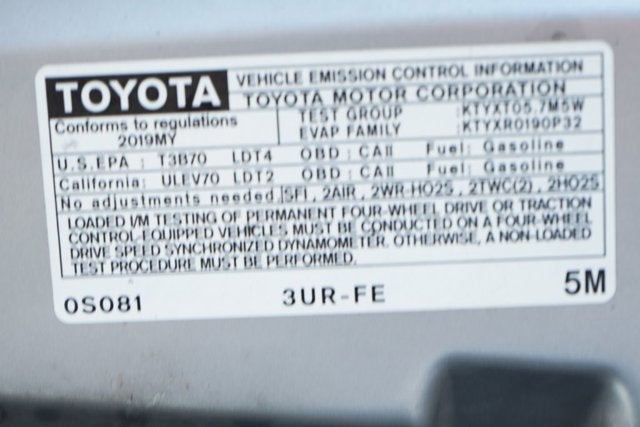 TOYOTA
VEHICLE EMISSION CONTROL INFORMATION
TOYOTA MOTOR CORPORATION
Conforms to regulations
2019MY
TEST GROUP :KTYXT05.7M5W
EVAP FAMILY :KTYXR0190P32
U.S.EPA : T3B70 LDT4 OBD : CAII Fuel: Gasoline
California: ULEV70 LDT2 OBD : CAII Fuel: Gasoline
No adjustments needed SFI, 2AIR, 2WR-HO2S, 2TWC(2), 2HO2S
LOADED I/M TESTING OF PERMANENT FOUR-WHEEL DRIVE OR TRACTION
CONTROL-EQUIPPED VEHICLES MUST BE CONDUCTED ON A FOUR-WHEEL
DRIVE SPEED SYNCHRONIZED DYNAMOMETER. OTHERWISE, A NON-LOADED
TEST PROCEDURE MUST BE PERFORMED.
0S081 3UR-FE 5M